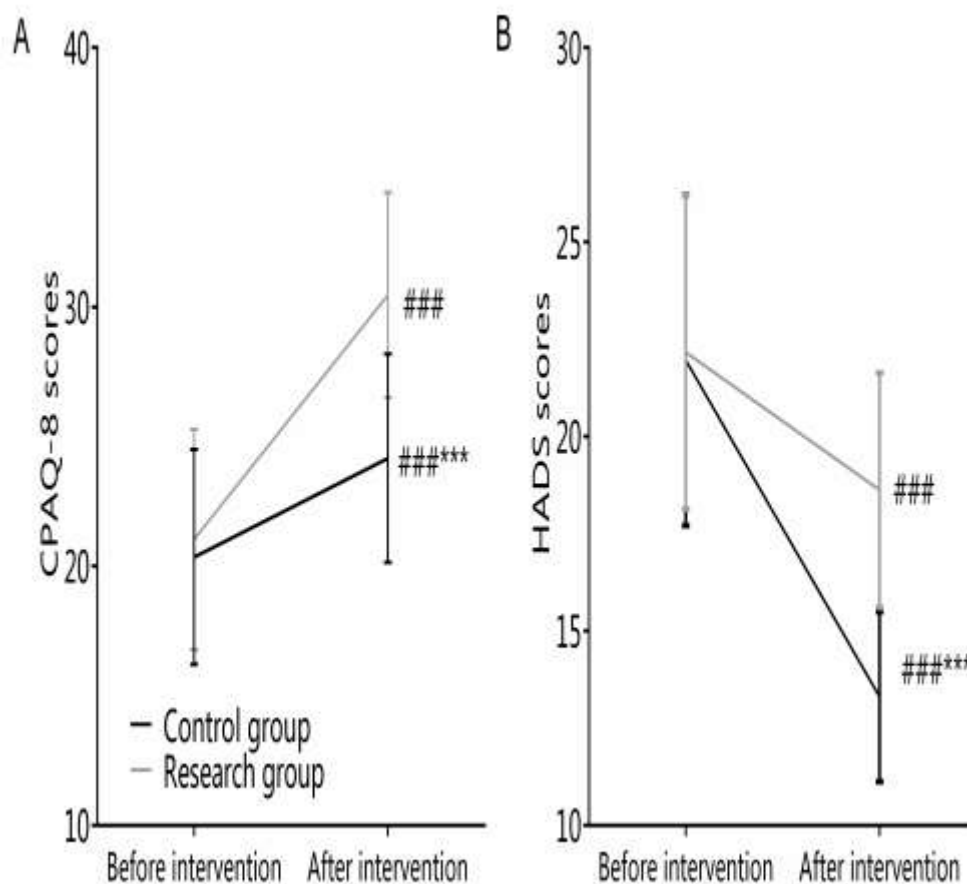 A
40
30
20
10
CPAQ-8 scores
###
###***
Control group
Research group
Before intervention
After intervention
B
30
25
20
15
10
HADS scores
###
###***
Before intervention
After intervention